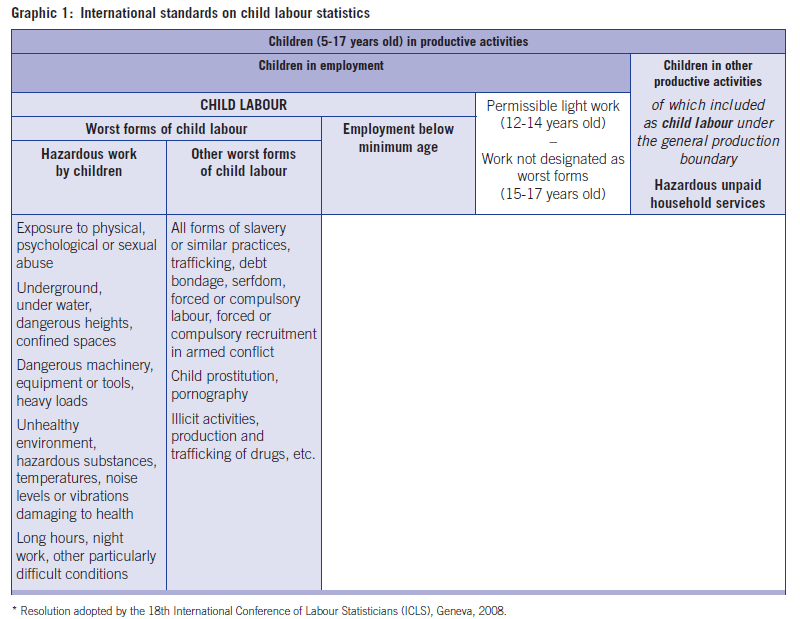 Graphic 1: International standards on child labour statistics
Children (5-17 years old) in productive activities
Children in employment
Children in other
productive activities
of which included
as child labour under
the general production
boundary
Hazardous unpaid
household services
CHILD LABOUR
Permissible light work
(12-14 years old)
–
Work not designated as
worst forms
(15-17 years old)
Worst forms of child labour
Employment below
minimum age
Hazardous work
by children
Other worst forms
of child labour
Exposure to physical,
psychological or sexual
abuse
Underground,
under water,
dangerous heights,
confined spaces
Dangerous machinery,
equipment or tools,
heavy loads
Unhealthy
environment,
hazardous substances,
temperatures, noise
levels or vibrations
damaging to health
Long hours, night
work, other particularly
difficult conditions
All forms of slavery
or similar practices,
trafficking, debt
bondage, serfdom,
forced or compulsory
labour, forced or
compulsory recruitment
in armed conflict
Child prostitution,
pornography
Illicit activities,
production and
trafficking of drugs, etc.
* Resolution adopted by the 18th International Conference of Labour Statisticians (ICLS), Geneva, 2008.